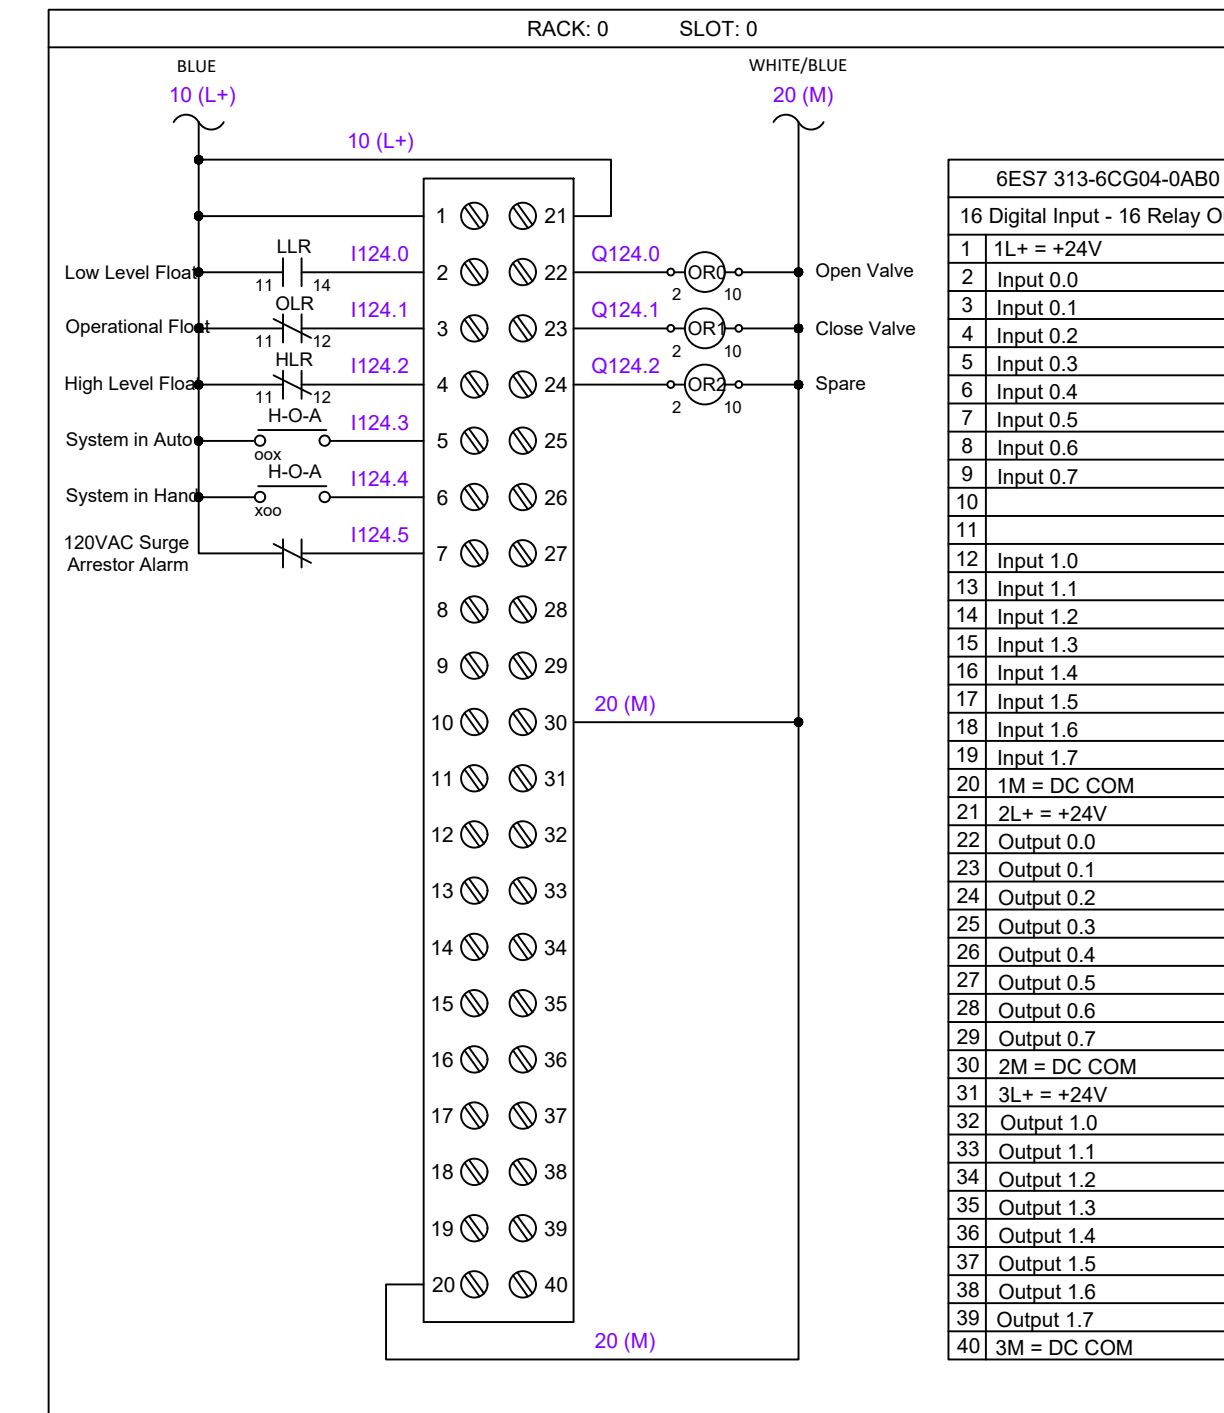 RACK: 0 SLOT: 0
BLUE
10 (L+)
WHITE/BLUE
20 (M)
10 (L+)
1 21
Low Level Float LLR 11 14 I124.0 2 22 Q124.0 OR0 2 10 Open Valve
Operational Float OLR 11 12 I124.1 3 23 Q124.1 OR1 2 10 Close Valve
High Level Float HLR 11 12 I124.2 4 24 Q124.2 OR2 2 10 Spare
System in Auto H-O-A oox I124.3 5 25
System in Hand H-O-A xoo I124.4 6 26
120VAC Surge
Arrestor Alarm I124.5 7 27
8 28
9 29
10 30 20 (M)
11 31
12 32
13 33
14 34
15 35
16 36
17 37
18 38
19 39
20 40
20 (M)
6ES7 313-6CG04-0AB0
16 Digital Input - 16 Relay
1 1L+ = +24V
2 Input 0.0
3 Input 0.1
4 Input 0.2
5 Input 0.3
6 Input 0.4
7 Input 0.5
8 Input 0.6
9 Input 0.7
10
11
12 Input 1.0
13 Input 1.1
14 Input 1.2
15 Input 1.3
16 Input 1.4
17 Input 1.5
18 Input 1.6
19 Input 1.7
20 1M = DC COM
21 2L+ = +24V
22 Output 0.0
23 Output 0.1
24 Output 0.2
25 Output 0.3
26 Output 0.4
27 Output 0.5
28 Output 0.6
29 Output 0.7
30 2M = DC COM
31 3L+ = +24V
32 Output 1.0
33 Output 1.1
34 Output 1.2
35 Output 1.3
36 Output 1.4
37 Output 1.5
38 Output 1.6
39 Output 1.7
40 3M = DC COM